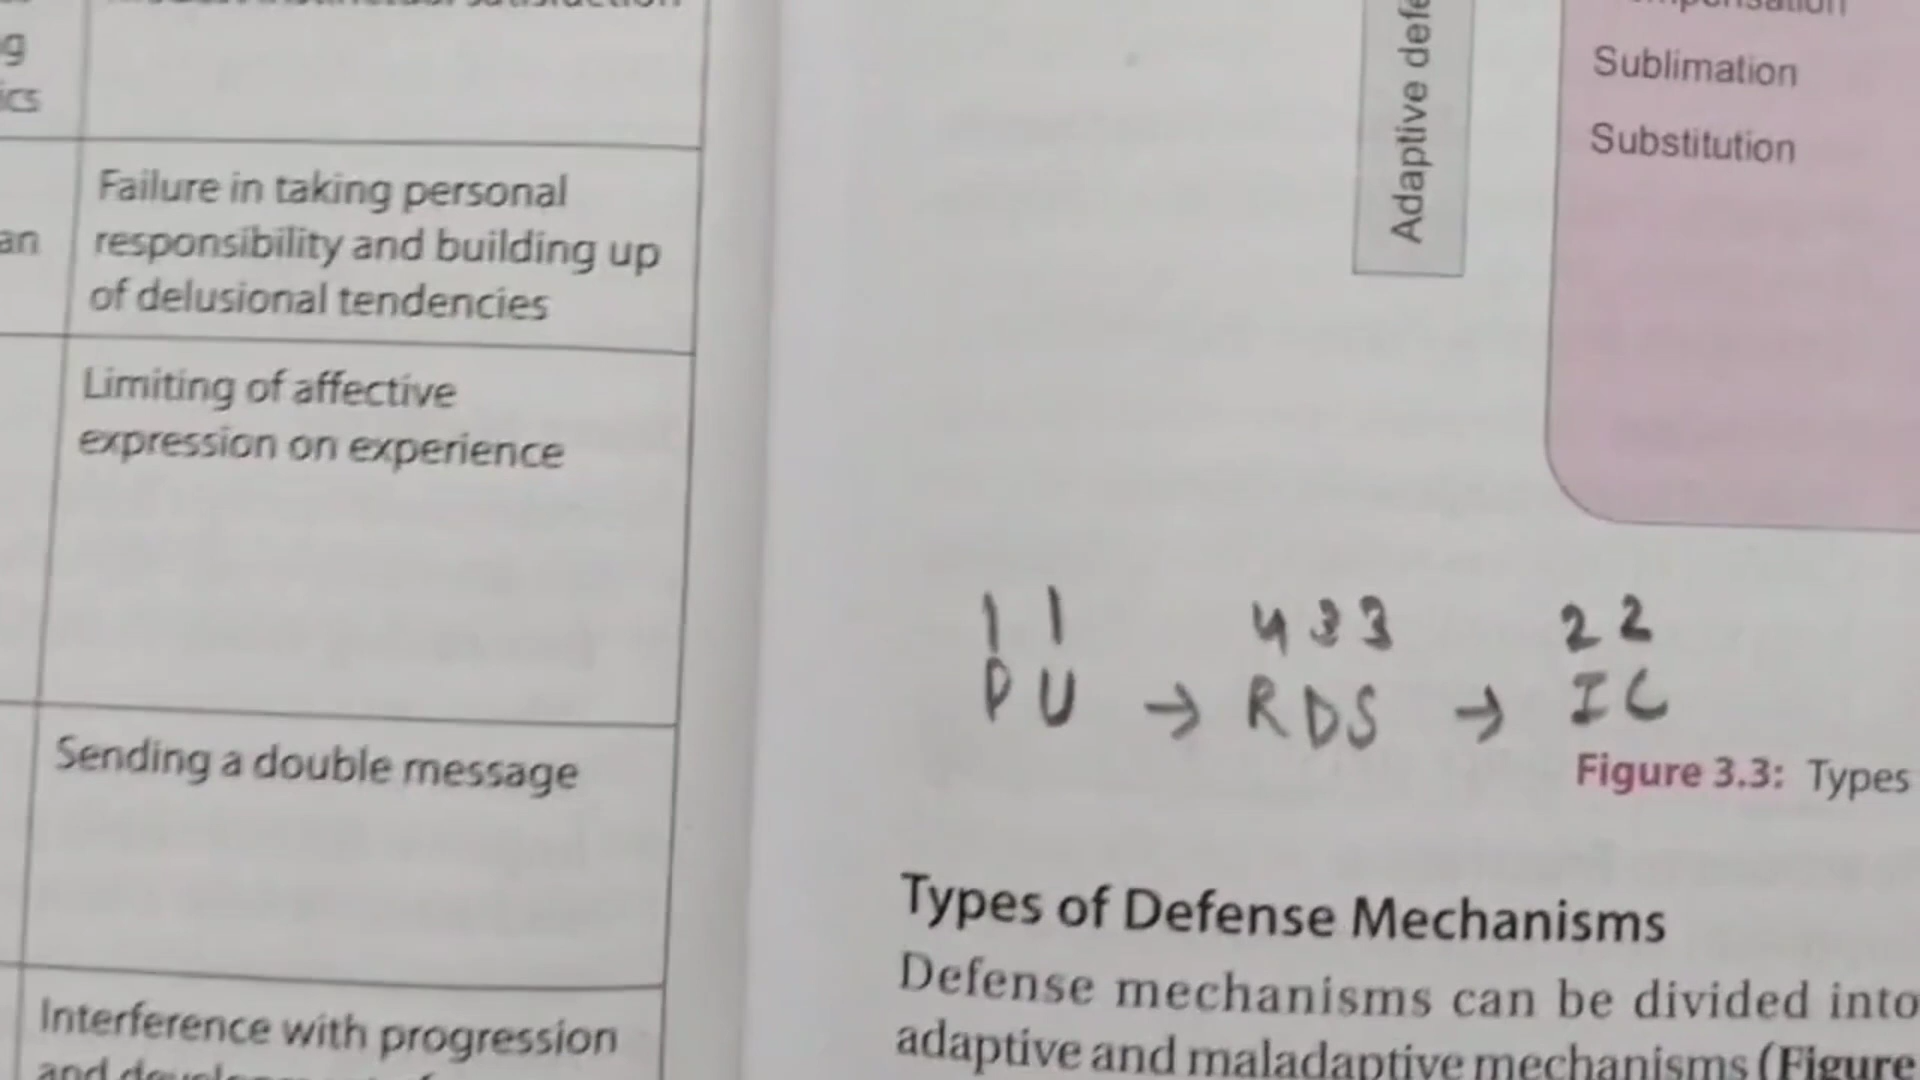 g
ics
Failure in taking personal
an responsibility and building up
of delusional tendencies
Limiting of affective
expression on experience
Sending a double message
Interference with progression
Adaptive defe
Sublimation
Substitution
1 1 4 3 3 2 2
P U → R D S → I C
Figure 3.3: Types
Types of Defense Mechanisms
Defense mechanisms can be divided into
adaptive and maladaptive mechanisms (Figure